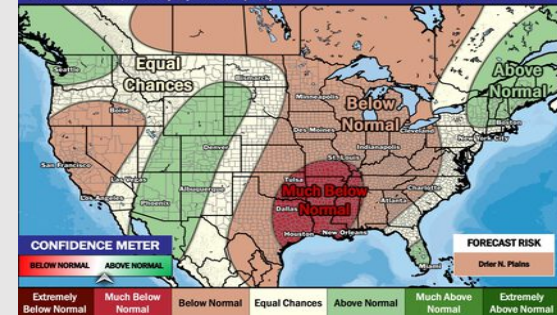 Seattle
Equal
Chances
Bismarck
Above
Normal
Minneapolis
Below
Normal
Boise
Boston
Cleveland
New York City
Des Moines
Indianapolis
Denver
St. Louis
San Francisco
Las Vegas
Tulsa
Charlotte
Much Below
Normal
Los Angeles
Albuquerque
Phoenix
Dallas
Atlanta
Houston
New Orleans
Miami
CONFIDENCE METER
BELOW NORMAL
ABOVE NORMAL
FORECAST RISK
Drier N. Plains
Extremely
Below Normal
Much Below
Normal
Below Normal
Equal Chances
Above Normal
Much Above
Normal
Extremely
Above Normal